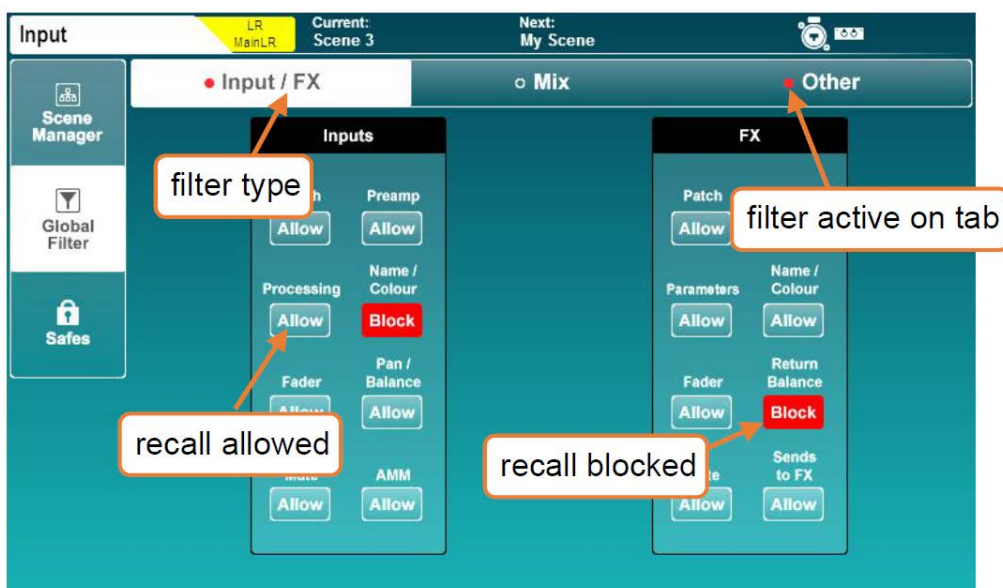 Input
LR
MainLR
Current:
Scene 3
Next:
My Scene
Input / FX
Mix
Other
Scene
Manager
Global
Filter
Safes
Inputs
filter type
Preamp
Allow
Allow
Processing
Name /
Colour
Allow
Block
Fader
Pan /
Balance
Allow
recall allowed
AMM
Allow
Allow
FX
Patch
Allow
filter active on tab
Parameters
Name /
Colour
Allow
Allow
Fader
Return
Balance
Allow
Block
recall blocked
Sends
to FX
Allow
Allow